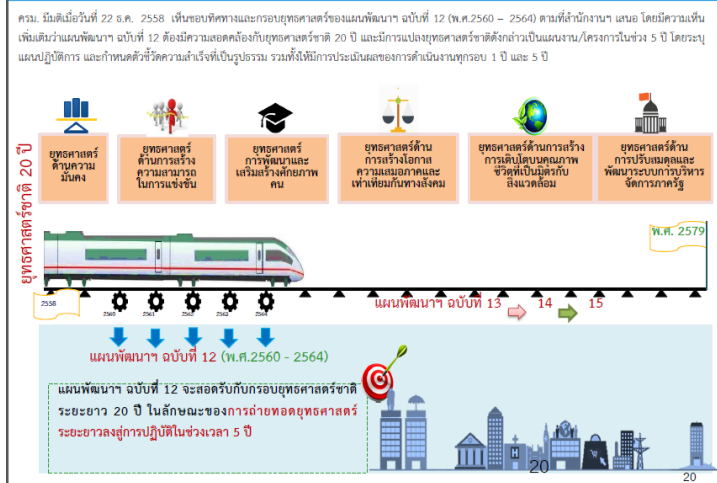 ครม. มีมติเมื่อวันที่ 22 ธ.ค. 2558 เห็นชอบทิศทางและกรอบยุทธศาสตร์ของแผนพัฒนาฯ ฉบับที่ 12 (พ.ศ.2560 – 2564) ตามที่สำนักงานฯ เสนอ โดยมีความเห็น
เพิ่มเติมว่าแผนพัฒนาฯ ฉบับที่ 12 ต้องมีความสอดคล้องกับยุทธศาสตร์ชาติ 20 ปี และมีการแปลงยุทธศาสตร์ชาติดังกล่าวเป็นแผนงาน/โครงการในช่วง 5 ปี โดยระบุ
แผนปฏิบัติการ และกำหนดตัวชี้วัดความสำเร็จที่เป็นรูปธรรม รวมทั้งให้มีการประเมินผลของการดำเนินงานทุกรอบ 1 ปี และ 5 ปี
ยุทธศาสตร์ชาติ 20 ปี
ยุทธศาสตร์
ด้านความ
มั่นคง
ยุทธศาสตร์
ด้านการสร้าง
ความสามารถ
ในการแข่งขัน
ยุทธศาสตร์
การพัฒนาและ
เสริมสร้างศักยภาพ
คน
ยุทธศาสตร์ด้าน
การสร้างโอกาส
ความเสมอภาคและ
เท่าเทียมกันทางสังคม
ยุทธศาสตร์ด้านการสร้าง
การเติบโตบนคุณภาพ
ชีวิตที่เป็นมิตรกับ
สิ่งแวดล้อม
ยุทธศาสตร์ด้าน
การปรับสมดุลและ
พัฒนาระบบการบริหาร
จัดการภาครัฐ
พ.ศ. 2579
2558
2560
2561
2562
2563
2564
แผนพัฒนาฯ ฉบับที่ 13
14
15
แผนพัฒนาฯ ฉบับที่ 12 (พ.ศ.2560 - 2564)
แผนพัฒนาฯ ฉบับที่ 12 จะสอดรับกับกรอบยุทธศาสตร์ชาติ
ระยะยาว 20 ปี ในลักษณะของการถ่ายทอดยุทธศาสตร์
ระยะยาวลงสู่การปฏิบัติในช่วงเวลา 5 ปี
H
20
20